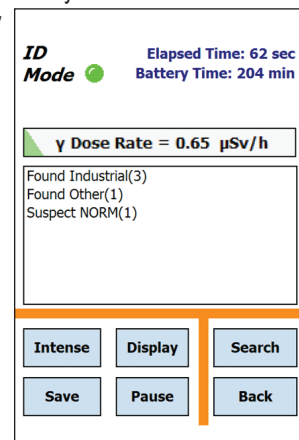 ID
Mode
Elapsed Time: 62 sec
Battery Time: 204 min
γ Dose Rate = 0.65 μSv/h
Found Industrial(3)
Found Other(1)
Suspect NORM(1)
Intense
Display
Search
Save
Pause
Back